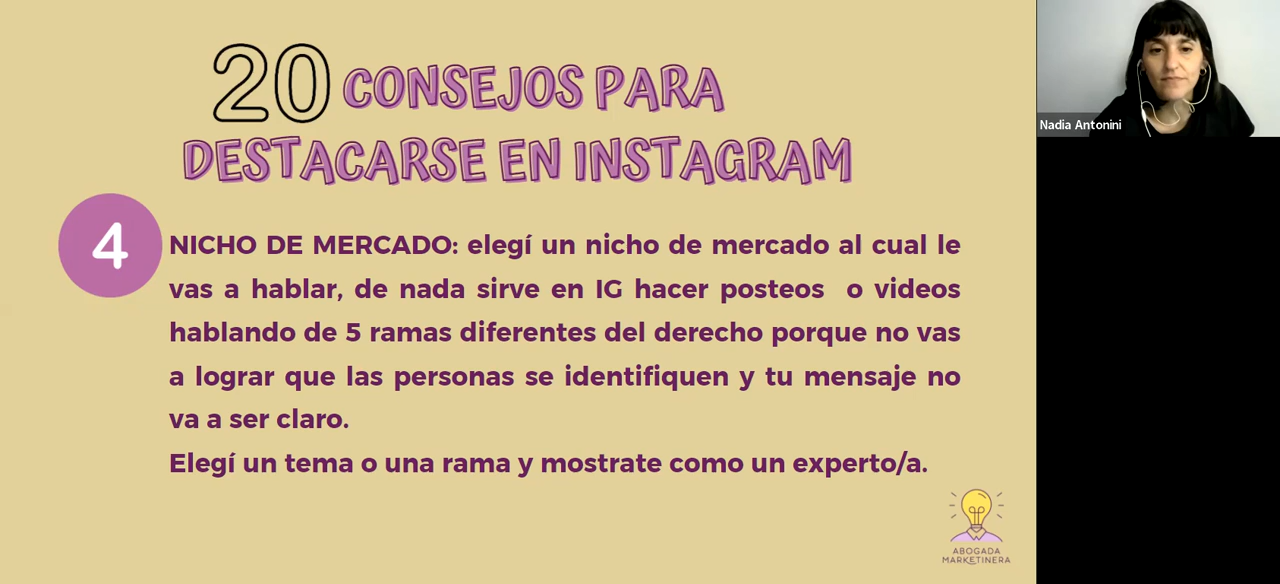 20 CONSEJOS PARA
DESTACARSE EN INSTAGRAM
4
NICHO DE MERCADO: elegí un nicho de mercado al cual le
vas a hablar, de nada sirve en IG hacer posteos o videos
hablando de 5 ramas diferentes del derecho porque no vas
a lograr que las personas se identifiquen y tu mensaje no
va a ser claro.
Elegí un tema o una rama y mostrate como un experto/a.
ABOGADA
MARKETINERA
Nadia Antonini